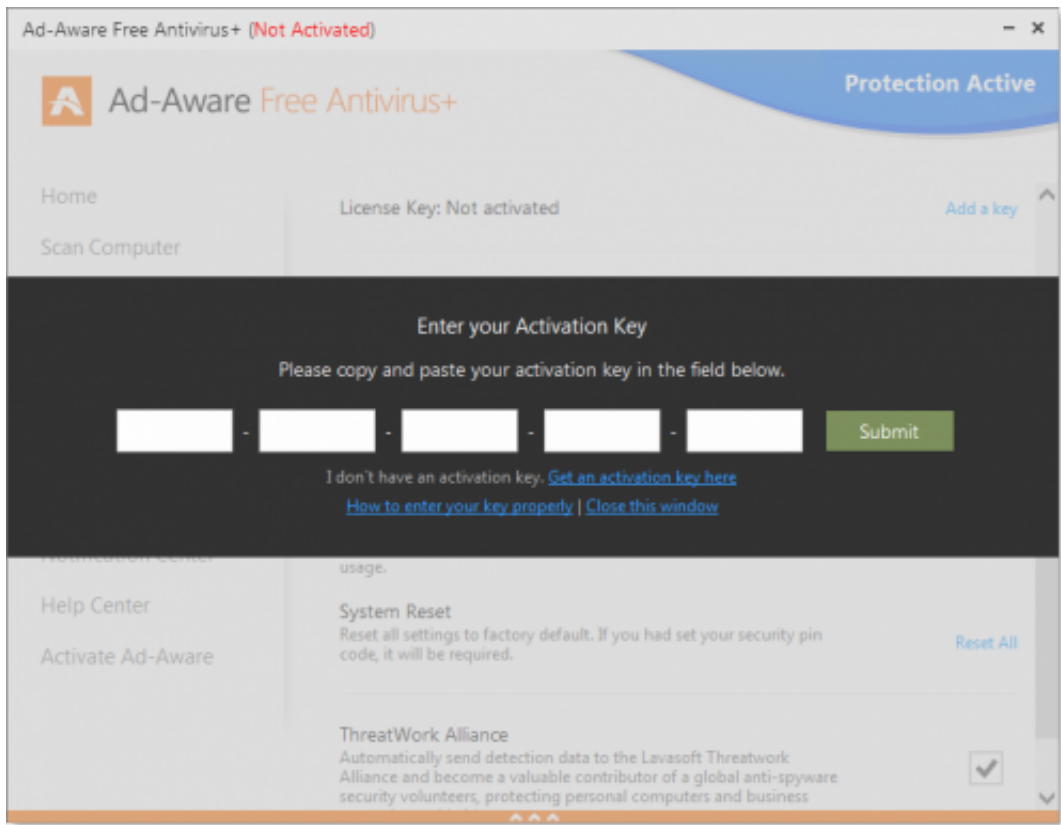 Ad-Aware Free Antivirus+ (Not Activated)
Protection Active
Ad-Aware Free Antivirus+
Home
License Key: Not activated
Add a key
Scan Computer
Enter your Activation Key
Please copy and paste your activation key in the field below.
- - - -
Submit
I don't have an activation key. Get an activation key here
How to enter your key properly | Close this window
Notification Center
usage.
Help Center
System Reset
Reset all settings to factory default. If you had set your security pin
code, it will be required.
Reset All
Activate Ad-Aware
ThreatWork Alliance
Automatically send detection data to the Lavasoft Threatwork
Alliance and become a valuable contributor of a global anti-spyware
security volunteers, protecting personal computers and business